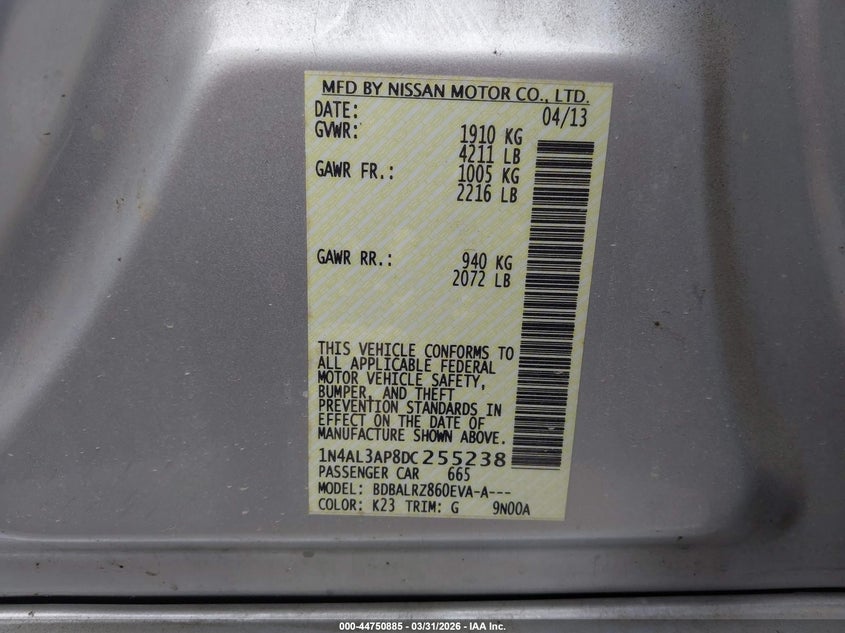 MFD BY NISSAN MOTOR CO., LTD.
DATE: 04/13
GVWR: 1910 KG
4211 LB
GAWR FR.: 1005 KG
2216 LB
GAWR RR.: 940 KG
2072 LB
THIS VEHICLE CONFORMS TO
ALL APPLICABLE FEDERAL
MOTOR VEHICLE SAFETY,
BUMPER, AND THEFT
PREVENTION STANDARDS IN
EFFECT ON THE DATE OF
MANUFACTURE SHOWN ABOVE.
1N4AL3AP8DC255238
PASSENGER CAR 665
MODEL: BDBALRZ860EVA-A---
COLOR: K23 TRIM: G 9N00A
000-44750885 - 03/31/2026 - IAA Inc.